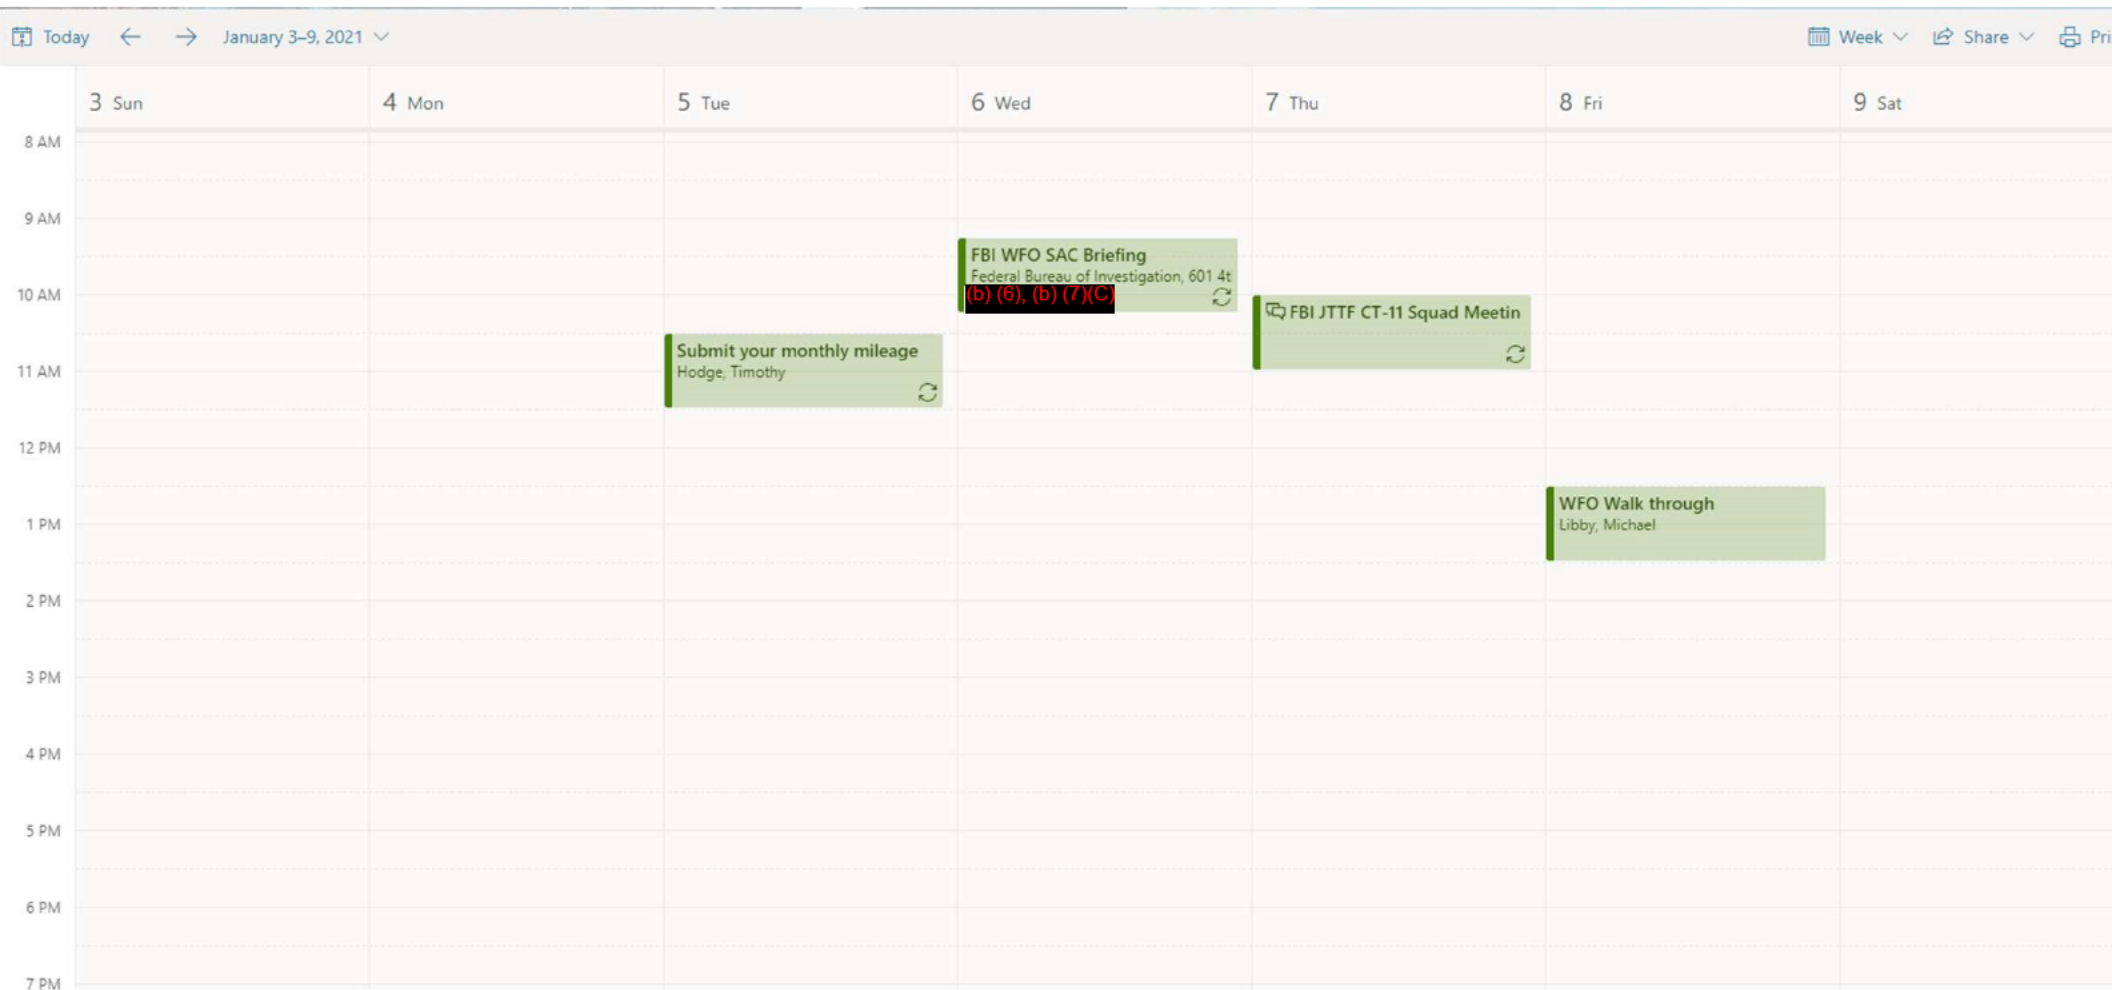 Today
January 3–9, 2021
Week
Share
Pri
3 Sun
4 Mon
5 Tue
6 Wed
7 Thu
8 Fri
9 Sat
8 AM
9 AM
FBI WFO SAC Briefing
Federal Bureau of Investigation, 601 4t
(b) (6), (b) (7)(C)
10 AM
FBI JTTF CT-11 Squad Meetin
Submit your monthly mileage
Hodge, Timothy
11 AM
12 PM
WFO Walk through
Libby, Michael
1 PM
2 PM
3 PM
4 PM
5 PM
6 PM
7 PM